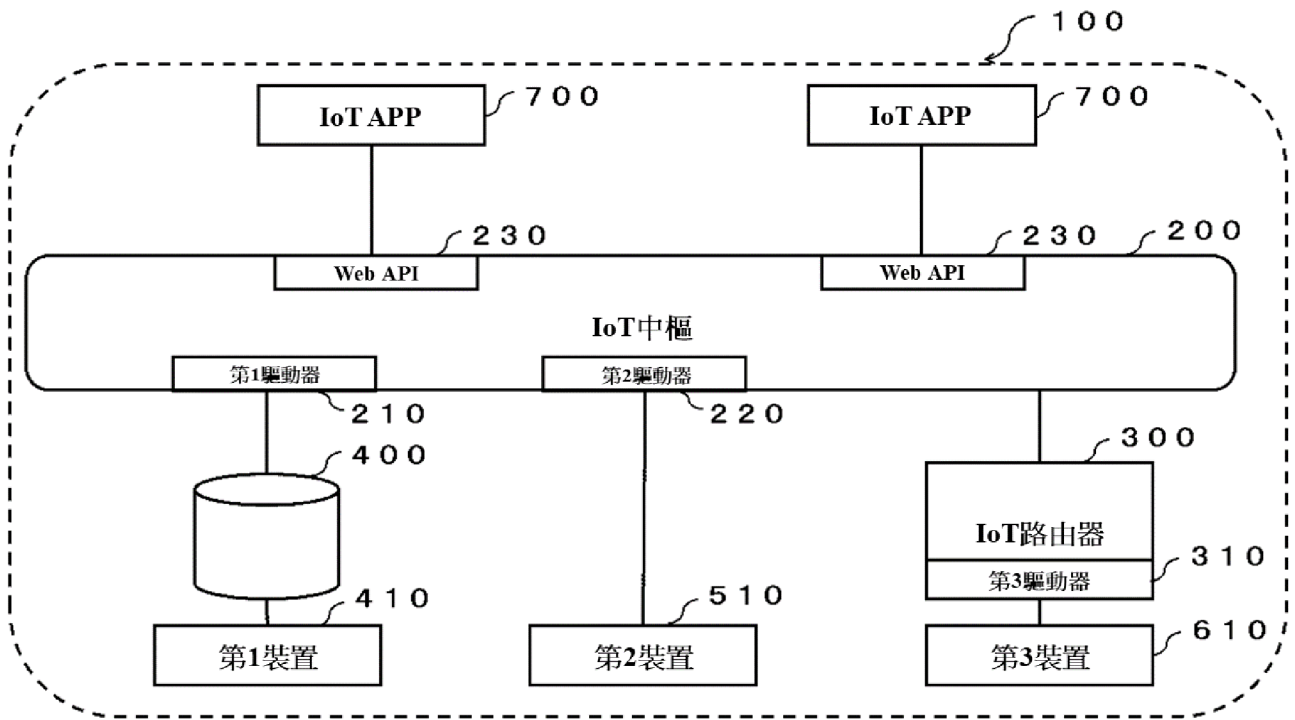 100
IoT APP
700
IoT APP
700
230
230
200
Web API
Web API
IoT中樞
第1驅動器
第2驅動器
210
220
400
300
IoT路由器
第3驅動器
310
410
510
610
第1裝置
第2裝置
第3裝置